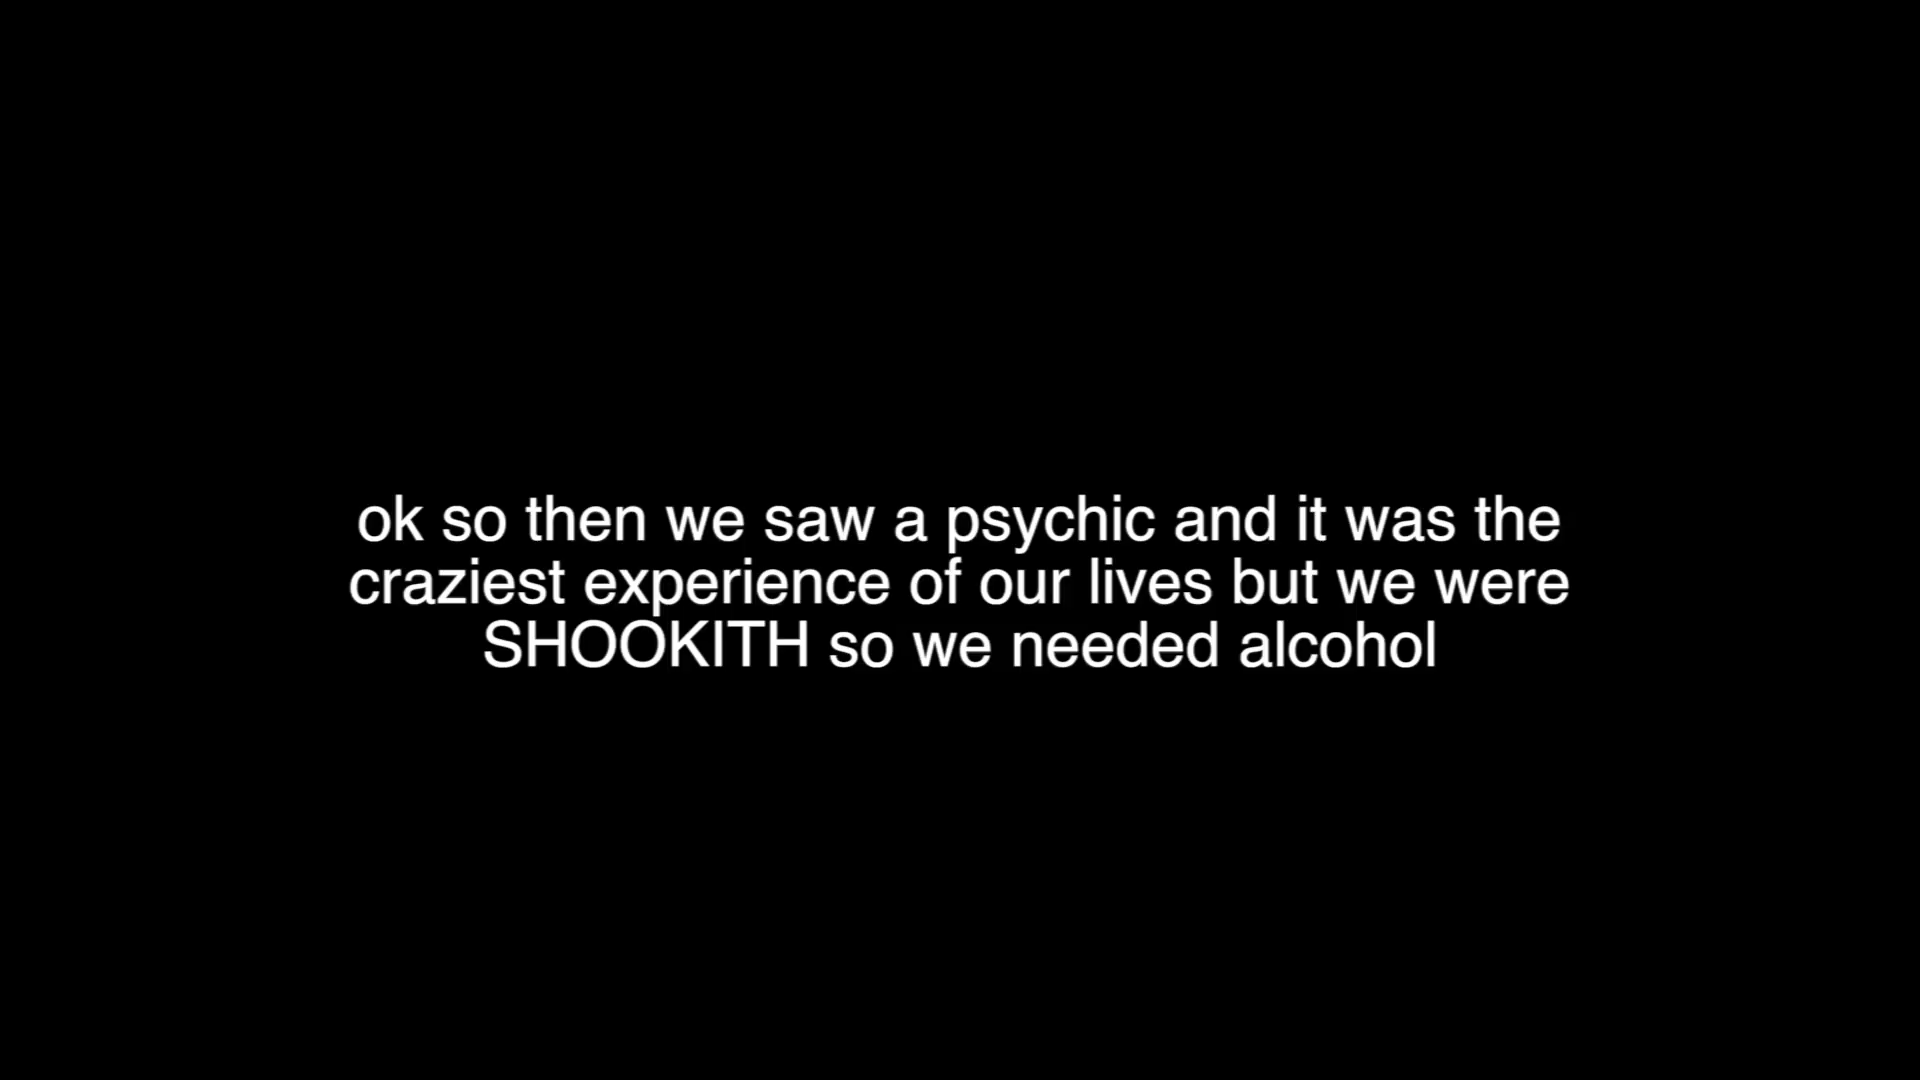 ok so then we saw a psychic and it was the
craziest experience of our lives but we were
SHOOKITH so we needed alcohol